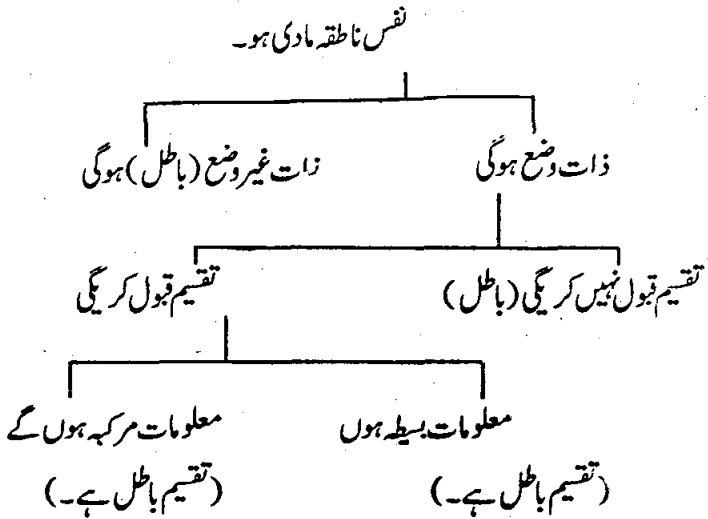 نفس ناطقہ مادی ہو۔
ذات وضع ہوگی
ذات غیر وضع (باطل) ہوگی
تقسیم قبول نہیں کریگی (باطل)
تقسیم قبول کریگی
معلومات بسیطہ ہوں
معلومات مرکبہ ہوں گے
(تقسیم باطل ہے۔)
(تقسیم باطل ہے۔)